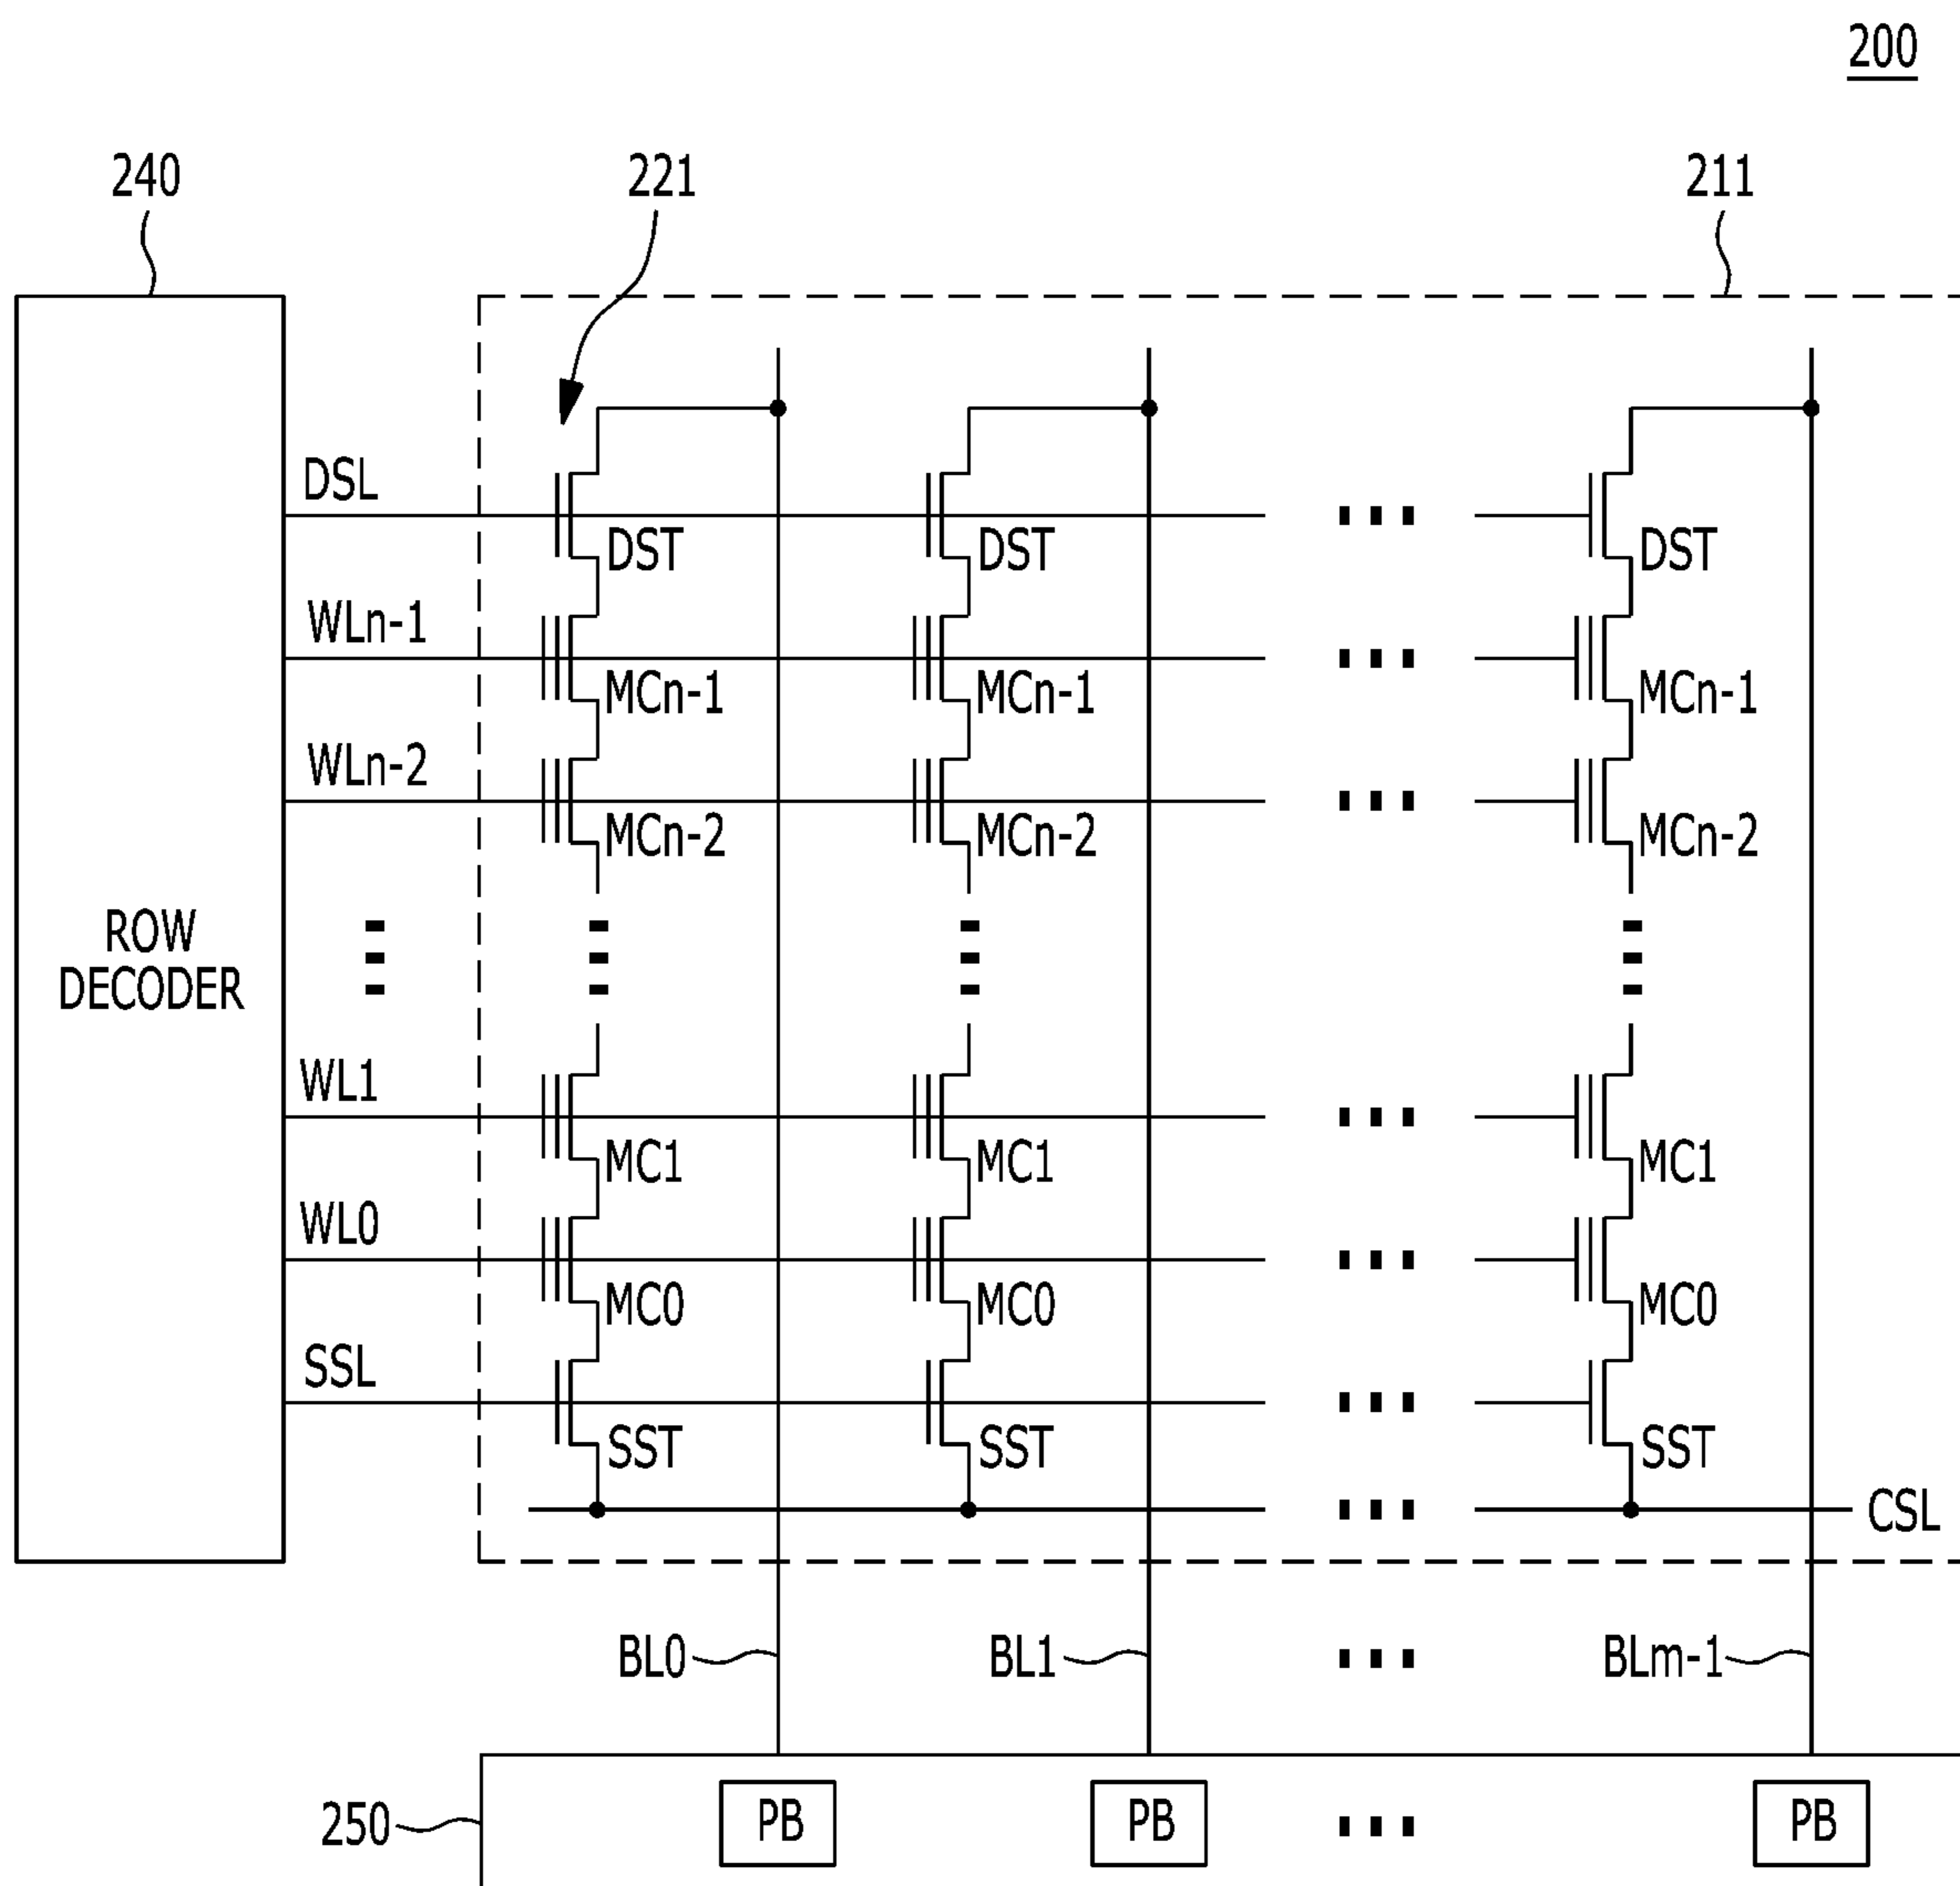 200
240
221
211
DSL
DST DST DST
WLn-1
MCn-1 MCn-1 MCn-1
WLn-2
MCn-2 MCn-2 MCn-2
ROW
DECODER
WL1
MC1 MC1 MC1
WL0
MC0 MC0 MC0
SSL
SST SST SST
CSL
BL0 BL1 BLm-1
250 PB PB PB